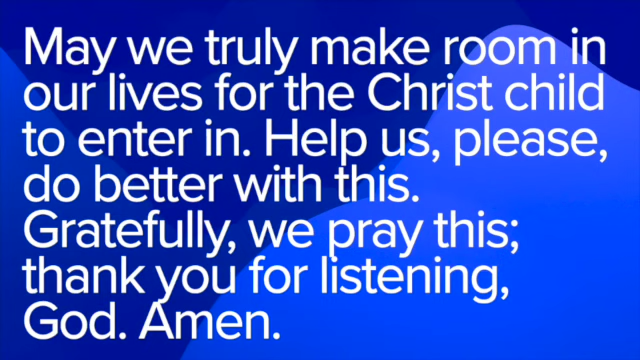 May we truly make room in
our lives for the Christ child
to enter in. Help us, please,
do better with this.
Gratefully, we pray this;
thank you for listening,
God. Amen.